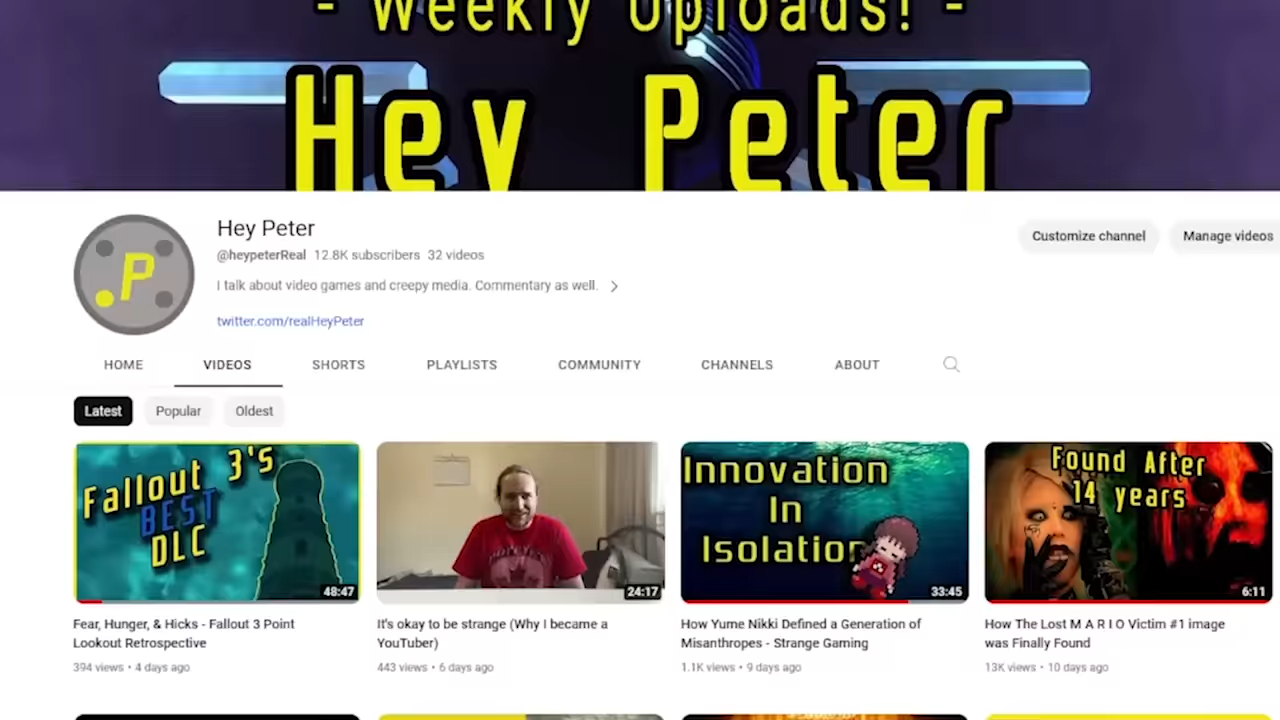 - Weekly Uploads! -
Hey Peter
P
Hey Peter
@heypeterReal 12.8K subscribers 32 videos
Customize channel
Manage videos
I talk about video games and creepy media. Commentary as well.
twitter.com/realHeyPeter
HOME VIDEOS SHORTS PLAYLISTS COMMUNITY CHANNELS ABOUT
Latest Popular Oldest
Fallout 3's
BEST
DLC
48:47
24:17
Innovation
In
Isolation
33:45
Found After
14 years
6:11
Fear, Hunger, & Hicks - Fallout 3 Point
Lookout Retrospective
394 views • 4 days ago
It's okay to be strange (Why I became a
YouTuber)
443 views • 6 days ago
How Yume Nikki Defined a Generation of
Misanthropes - Strange Gaming
1.1K views • 9 days ago
How The Lost M A R I O Victim #1 image
was Finally Found
13K views • 10 days ago